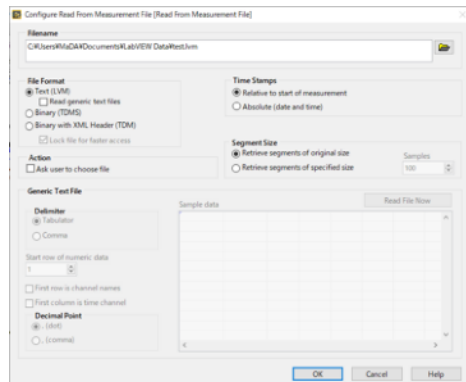 Configure Read From Measurement File [Read From Measurement File]
Filename
C:¥Users¥MaDA¥Documents¥LabVIEW Data¥test.lvm
File Format
Text (LVM)
Read generic text files
Binary (TDMS)
Binary with XML Header (TDM)
Lock file for faster access
Time Stamps
Relative to start of measurement
Absolute (date and time)
Action
Ask user to choose file
Segment Size
Retrieve segments of original size
Retrieve segments of specified size
Samples
100
Generic Text File
Delimiter
Tabulator
Comma
Start row of numeric data
1
First row is channel names
First column is time channel
Decimal Point
. (dot)
, (comma)
Sample data
Read File Now
OK
Cancel
Help